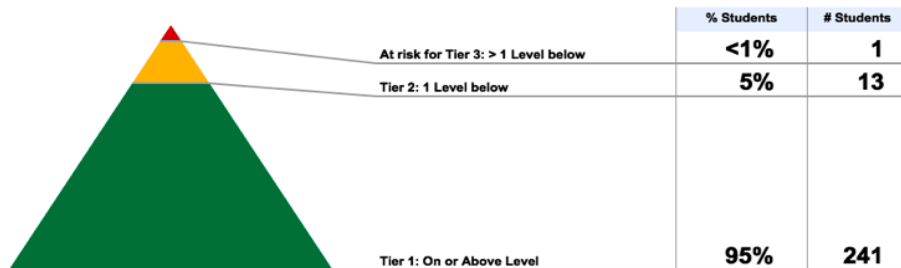 % Students # Students
At risk for Tier 3: > 1 Level below <1% 1
Tier 2: 1 Level below 5% 13
Tier 1: On or Above Level 95% 241